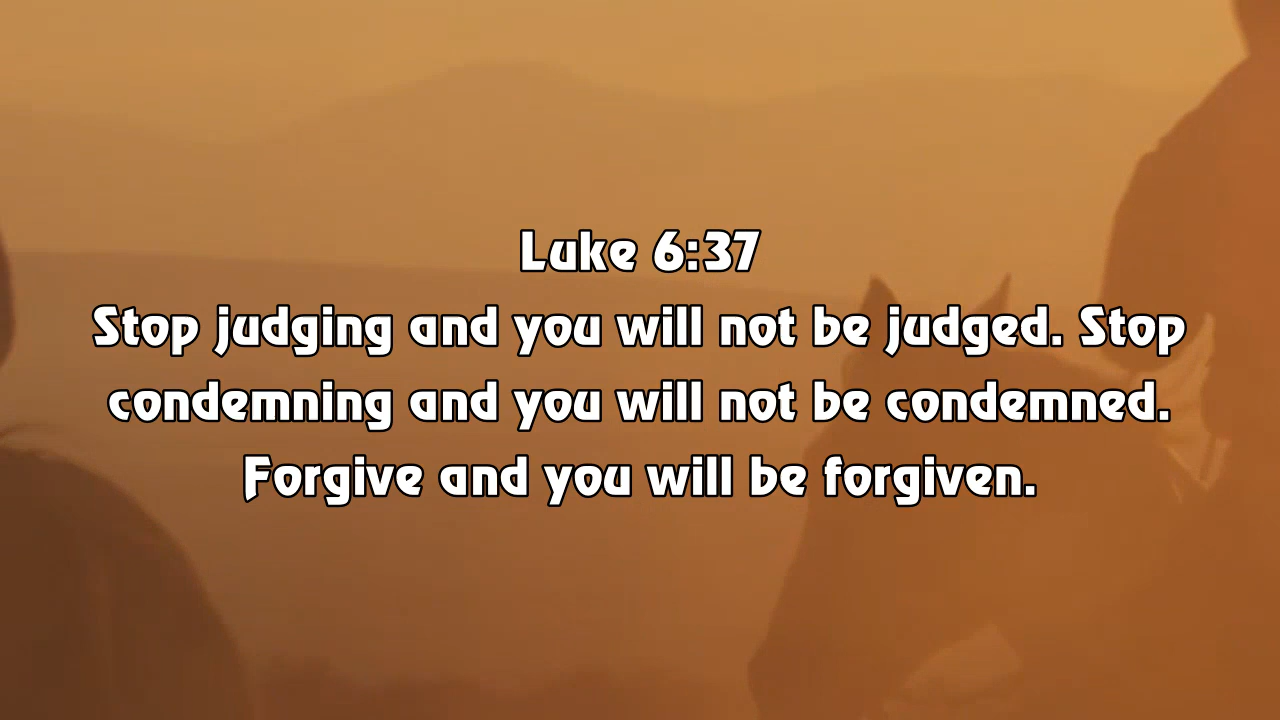 Luke 6:37
Stop judging and you will not be judged. Stop
condemning and you will not be condemned.
Forgive and you will be forgiven.